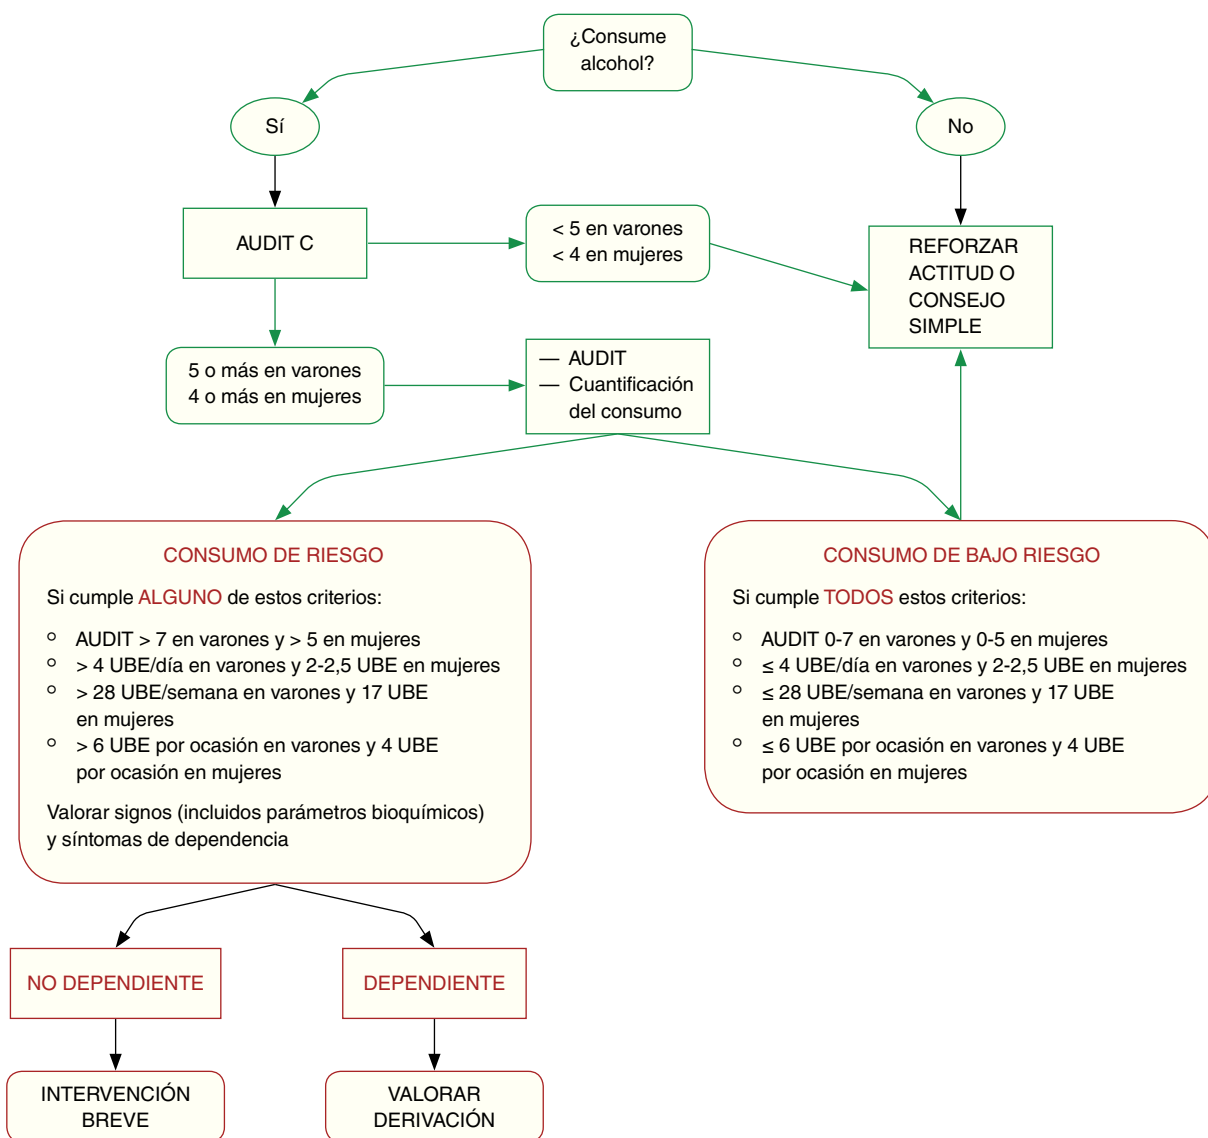 ¿Consume
alcohol?
Sí
No
AUDIT C
< 5 en varones
< 4 en mujeres
REFORZAR
ACTITUD O
CONSEJO
SIMPLE
5 o más en varones
4 o más en mujeres
— AUDIT
— Cuantificación
del consumo
CONSUMO DE RIESGO
Si cumple ALGUNO de estos criterios:
° AUDIT > 7 en varones y > 5 en mujeres
° > 4 UBE/día en varones y 2-2,5 UBE en mujeres
° > 28 UBE/semana en varones y 17 UBE
en mujeres
° > 6 UBE por ocasión en varones y 4 UBE
por ocasión en mujeres
Valorar signos (incluidos parámetros bioquímicos)
y síntomas de dependencia
CONSUMO DE BAJO RIESGO
Si cumple TODOS estos criterios:
° AUDIT 0-7 en varones y 0-5 en mujeres
° ≤ 4 UBE/día en varones y 2-2,5 UBE en mujeres
° ≤ 28 UBE/semana en varones y 17 UBE
en mujeres
° ≤ 6 UBE por ocasión en varones y 4 UBE
por ocasión en mujeres
NO DEPENDIENTE
DEPENDIENTE
INTERVENCIÓN
BREVE
VALORAR
DERIVACIÓN